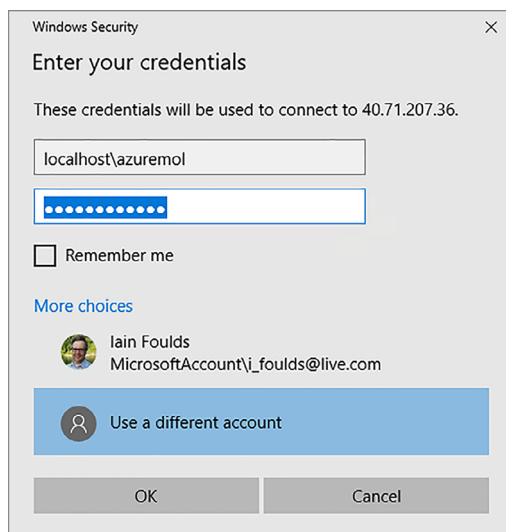 Windows Security
Enter your credentials
These credentials will be used to connect to 40.71.207.36.
localhost\azuremol
●●●●●●●●●●●●
Remember me
More choices
Iain Foulds
MicrosoftAccount\i_foulds@live.com
Use a different account
OK Cancel